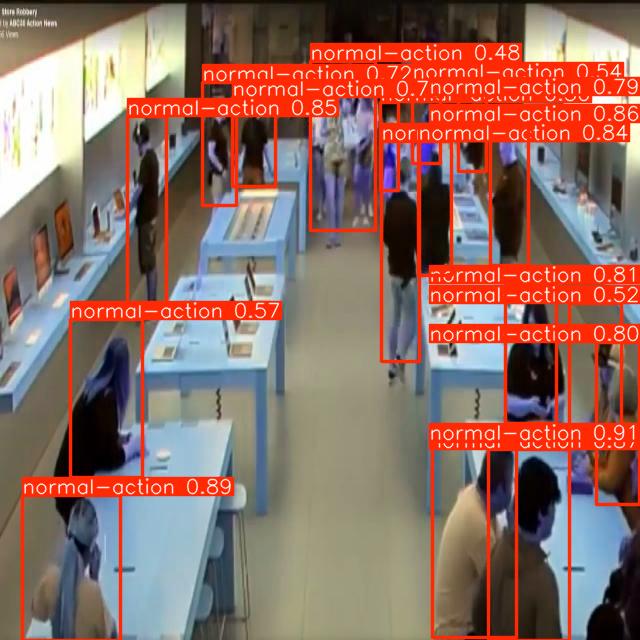 Store Robbery
by ABC30 Action News
Views
normal-action 0.48
normal-action 0.72
normal-action 0.54
normal-action 0.7
normal-action 0.79
normal-action 0.85
normal-action 0.86
normal-action 0.84
normal-action 0.81
normal-action 0.52
normal-action 0.57
normal-action 0.80
normal-action 0.91
normal-action 0.89